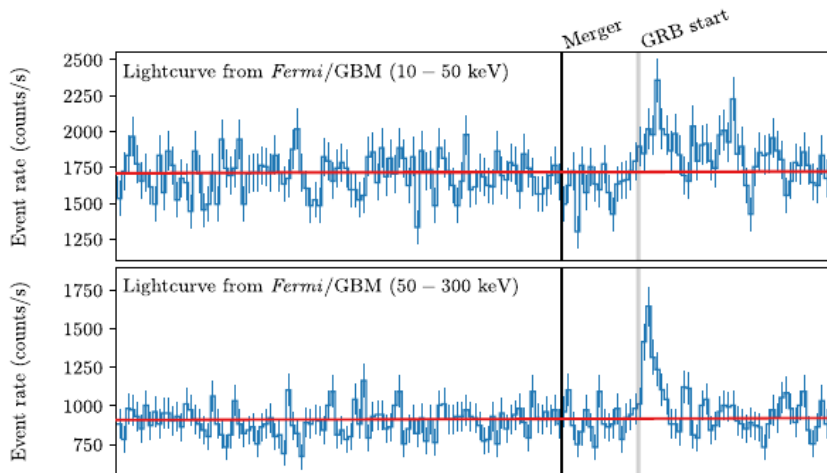 Merger
GRB start
Lightcurve from Fermi/GBM (10 − 50 keV)
Event rate (counts/s)
2500
2250
2000
1750
1500
1250
Lightcurve from Fermi/GBM (50 − 300 keV)
Event rate (counts/s)
1750
1500
1250
1000
750